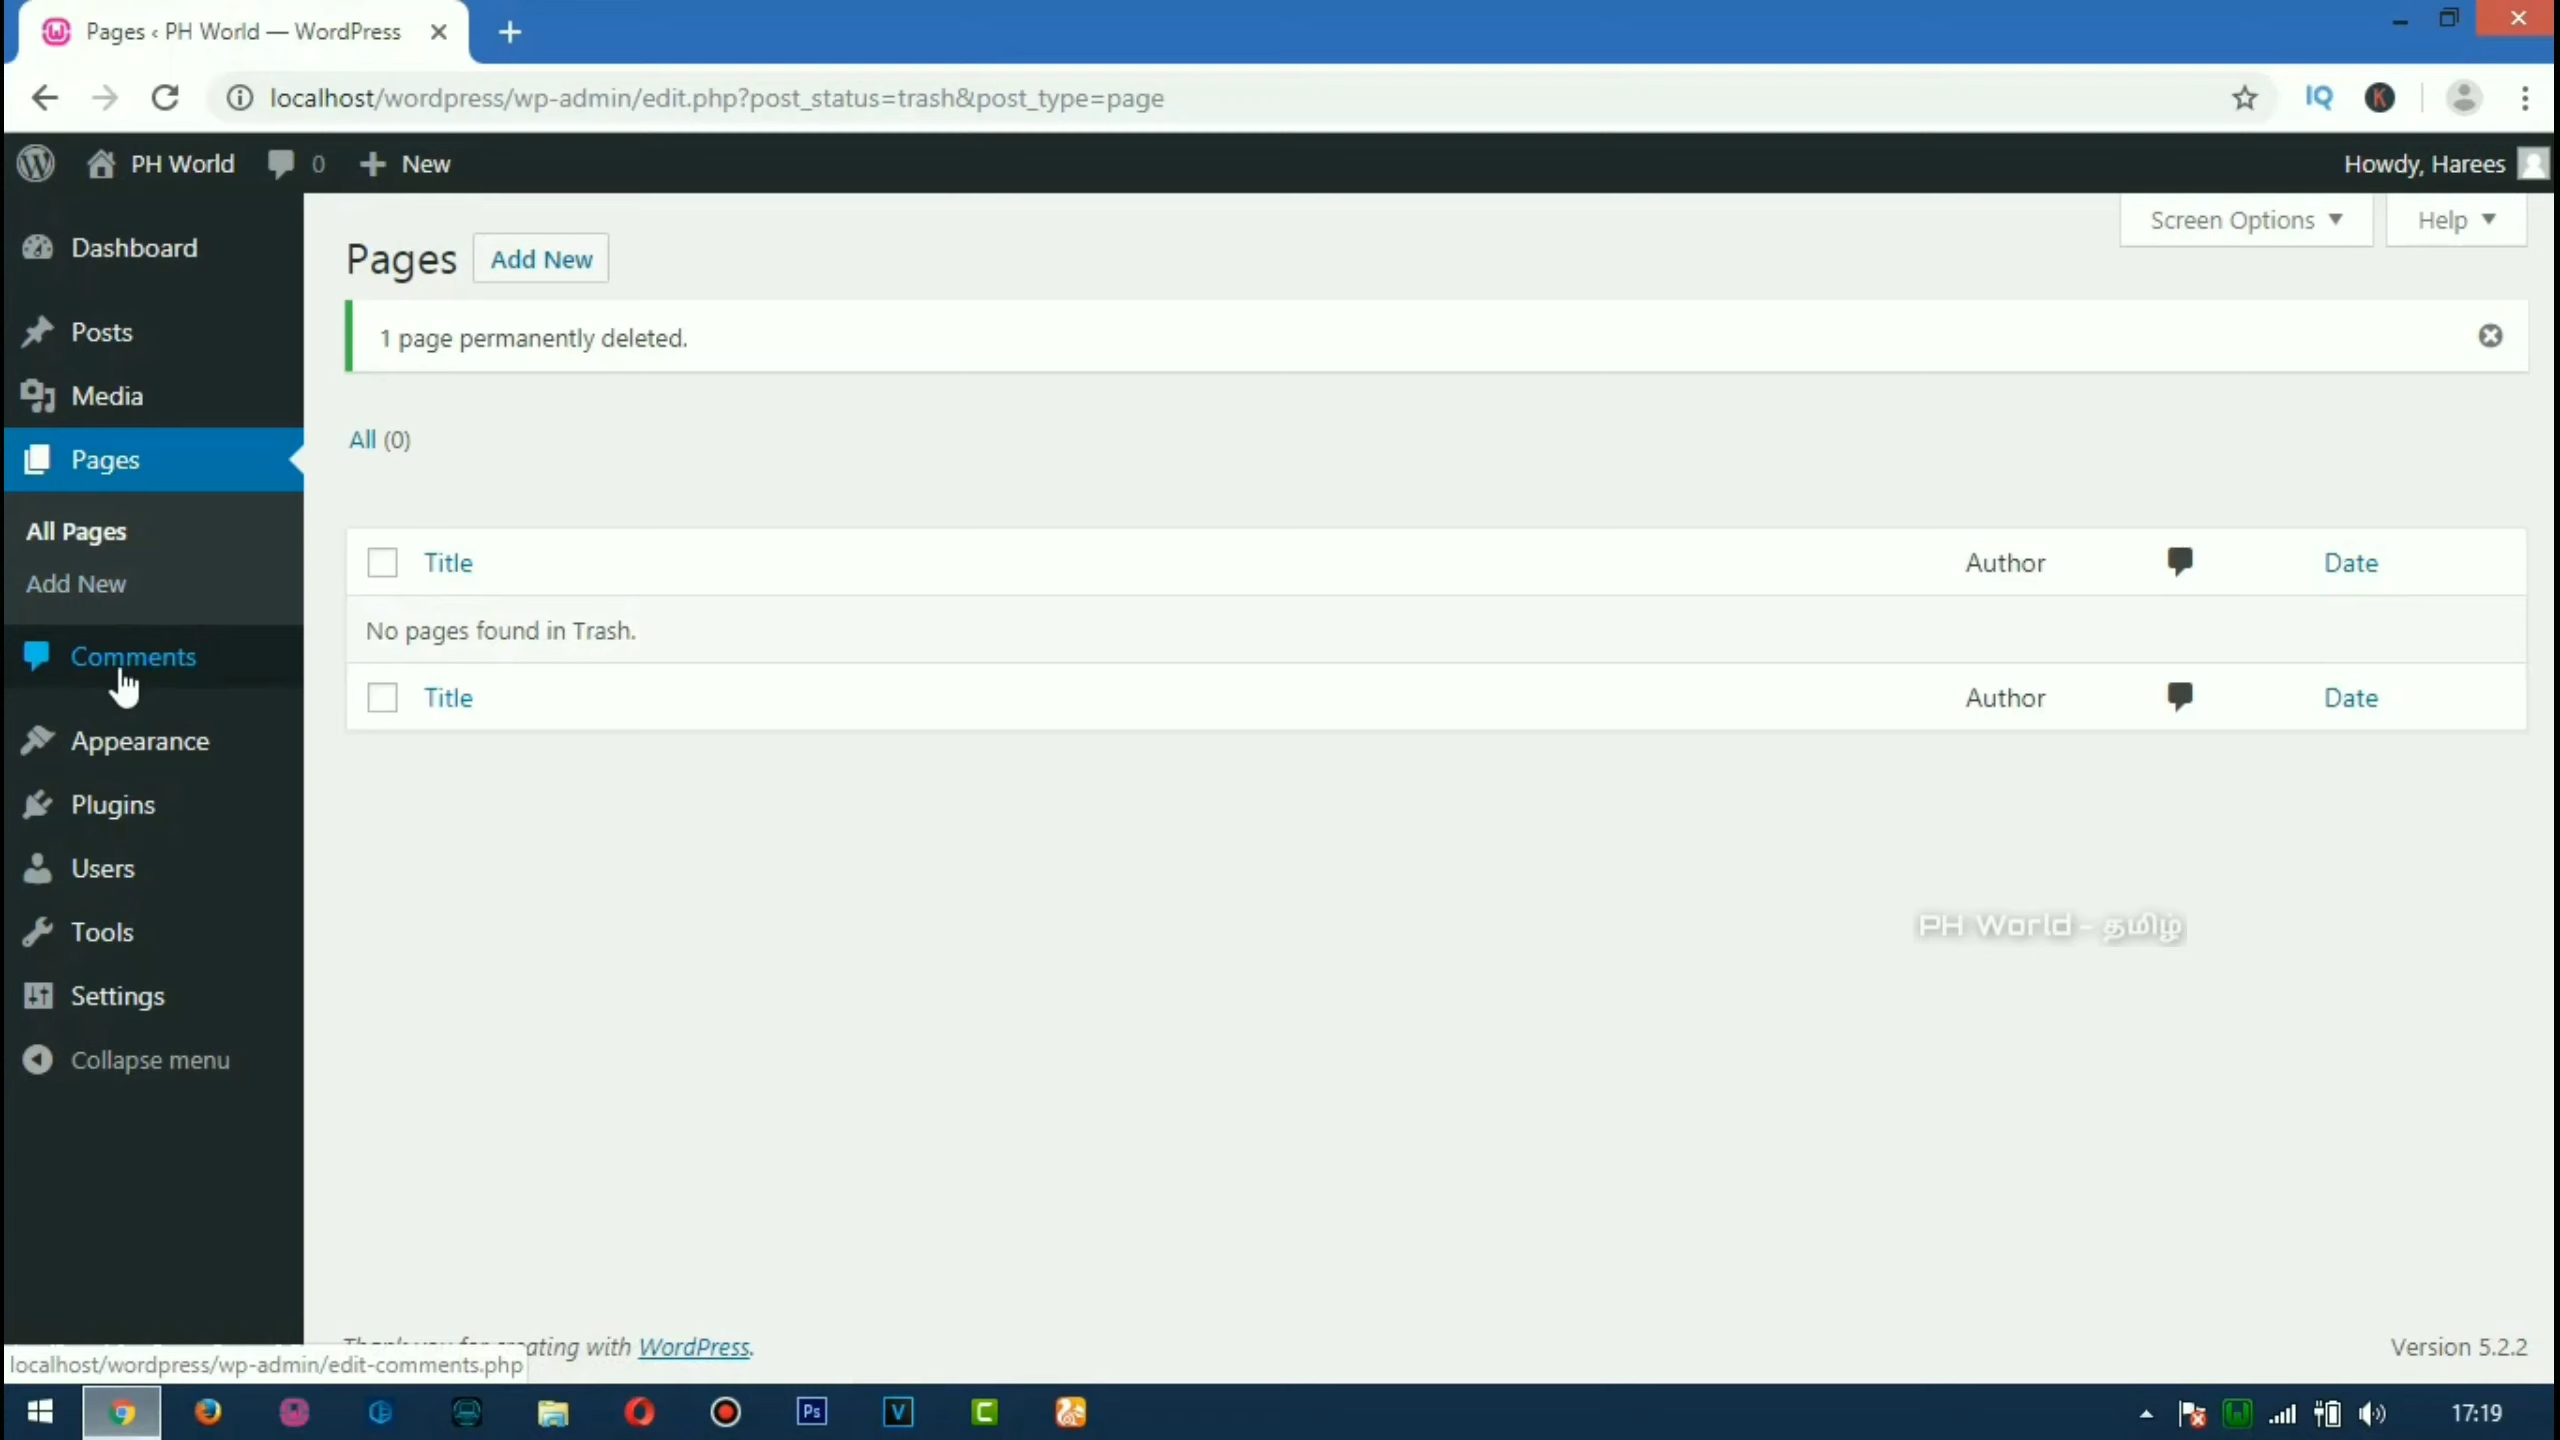 Pages ‹ PH World — WordPress
localhost/wordpress/wp-admin/edit.php?post_status=trash&post_type=page
IQ
K
PH World
0
New
Howdy, Harees
Screen Options
Help
Dashboard
Posts
Media
Pages
All Pages
Add New
Comments
Appearance
Plugins
Users
Tools
Settings
Collapse menu
Pages
Add New
1 page permanently deleted.
All (0)
Title
Author
Date
No pages found in Trash.
Title
Author
Date
PH World - தமிழ்
ating with WordPress.
Version 5.2.2
localhost/wordpress/wp-admin/edit-comments.php
Ps
V
C
17:19